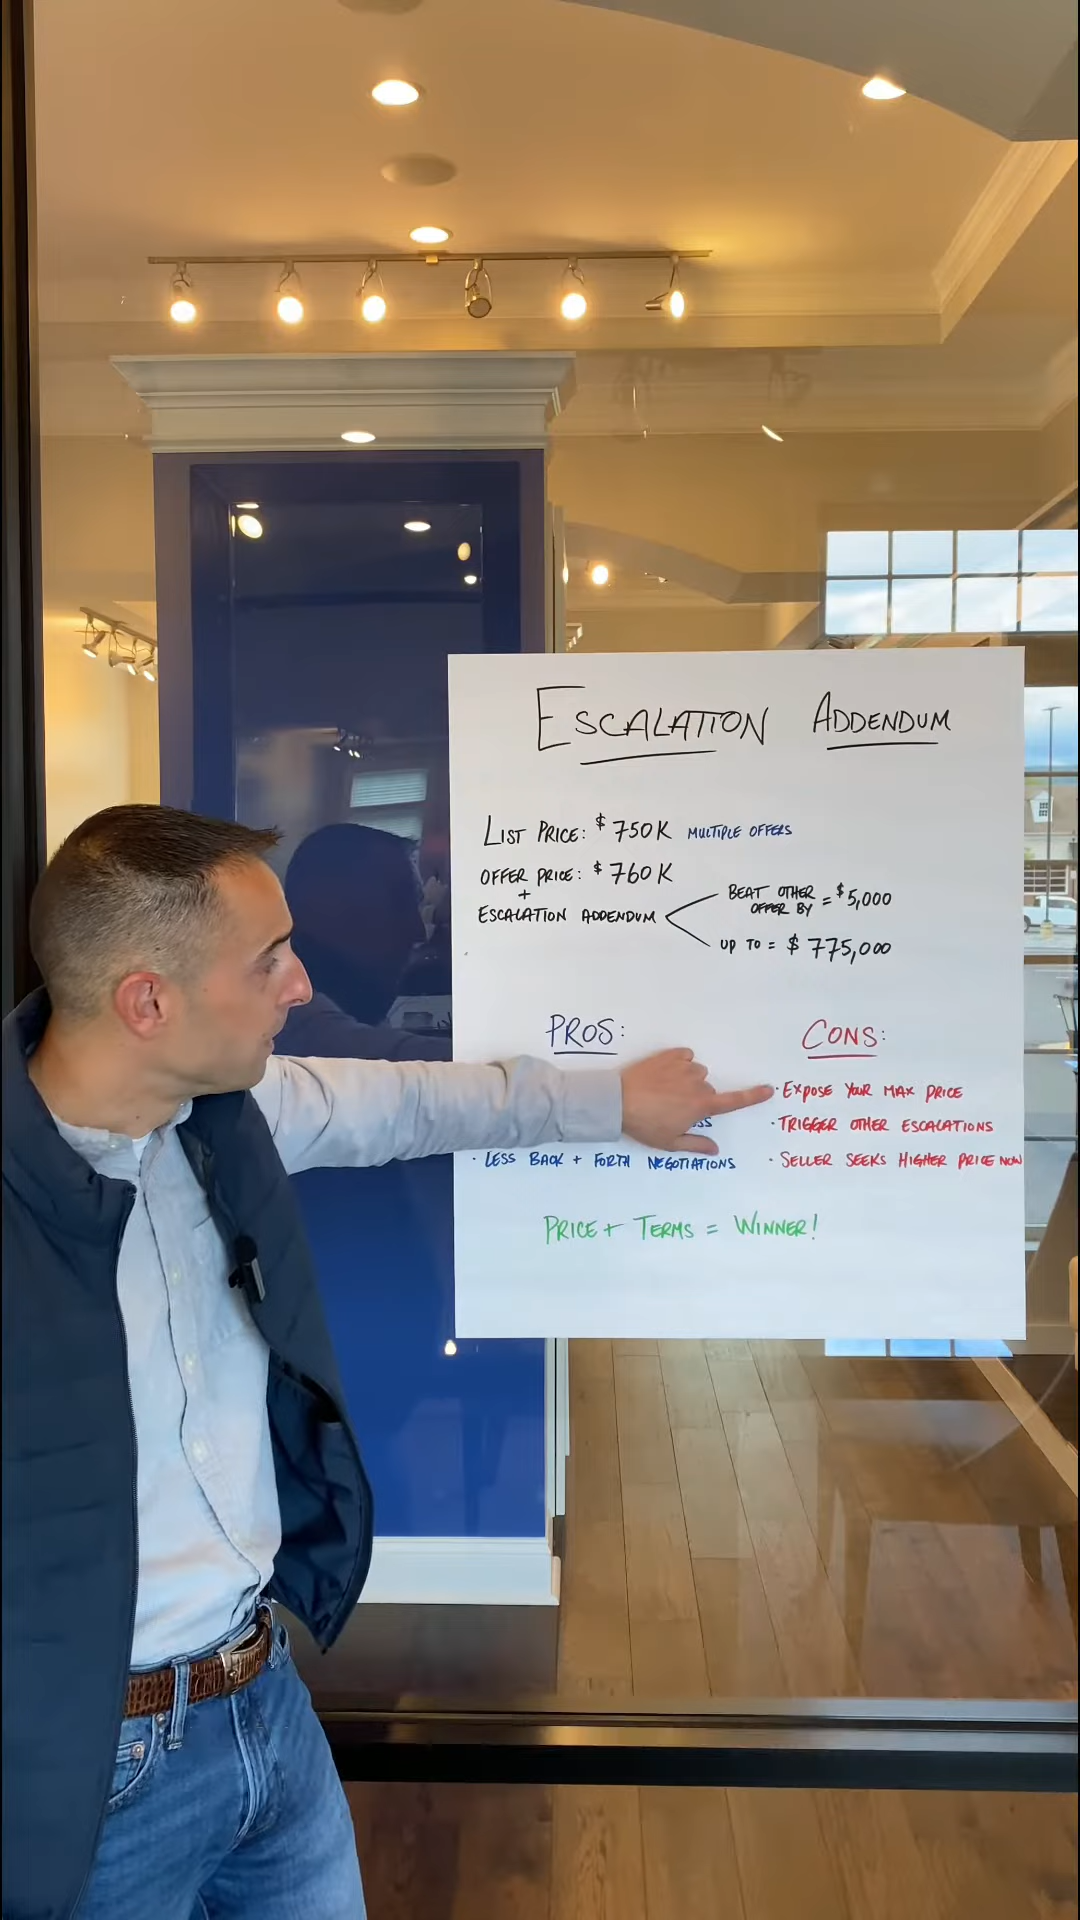 ESCALATION ADDENDUM
LIST PRICE: $750K MULTIPLE OFFERS
OFFER PRICE: $760K
+
ESCALATION ADDENDUM
BEAT OTHER OFFER BY = $5,000
UP TO = $775,000
PROS:
· LESS BACK + FORTH NEGOTIATIONS
CONS:
· EXPOSE YOUR MAX PRICE
· TRIGGER OTHER ESCALATIONS
· SELLER SEEKS HIGHER PRICE NOW
PRICE + TERMS = WINNER!